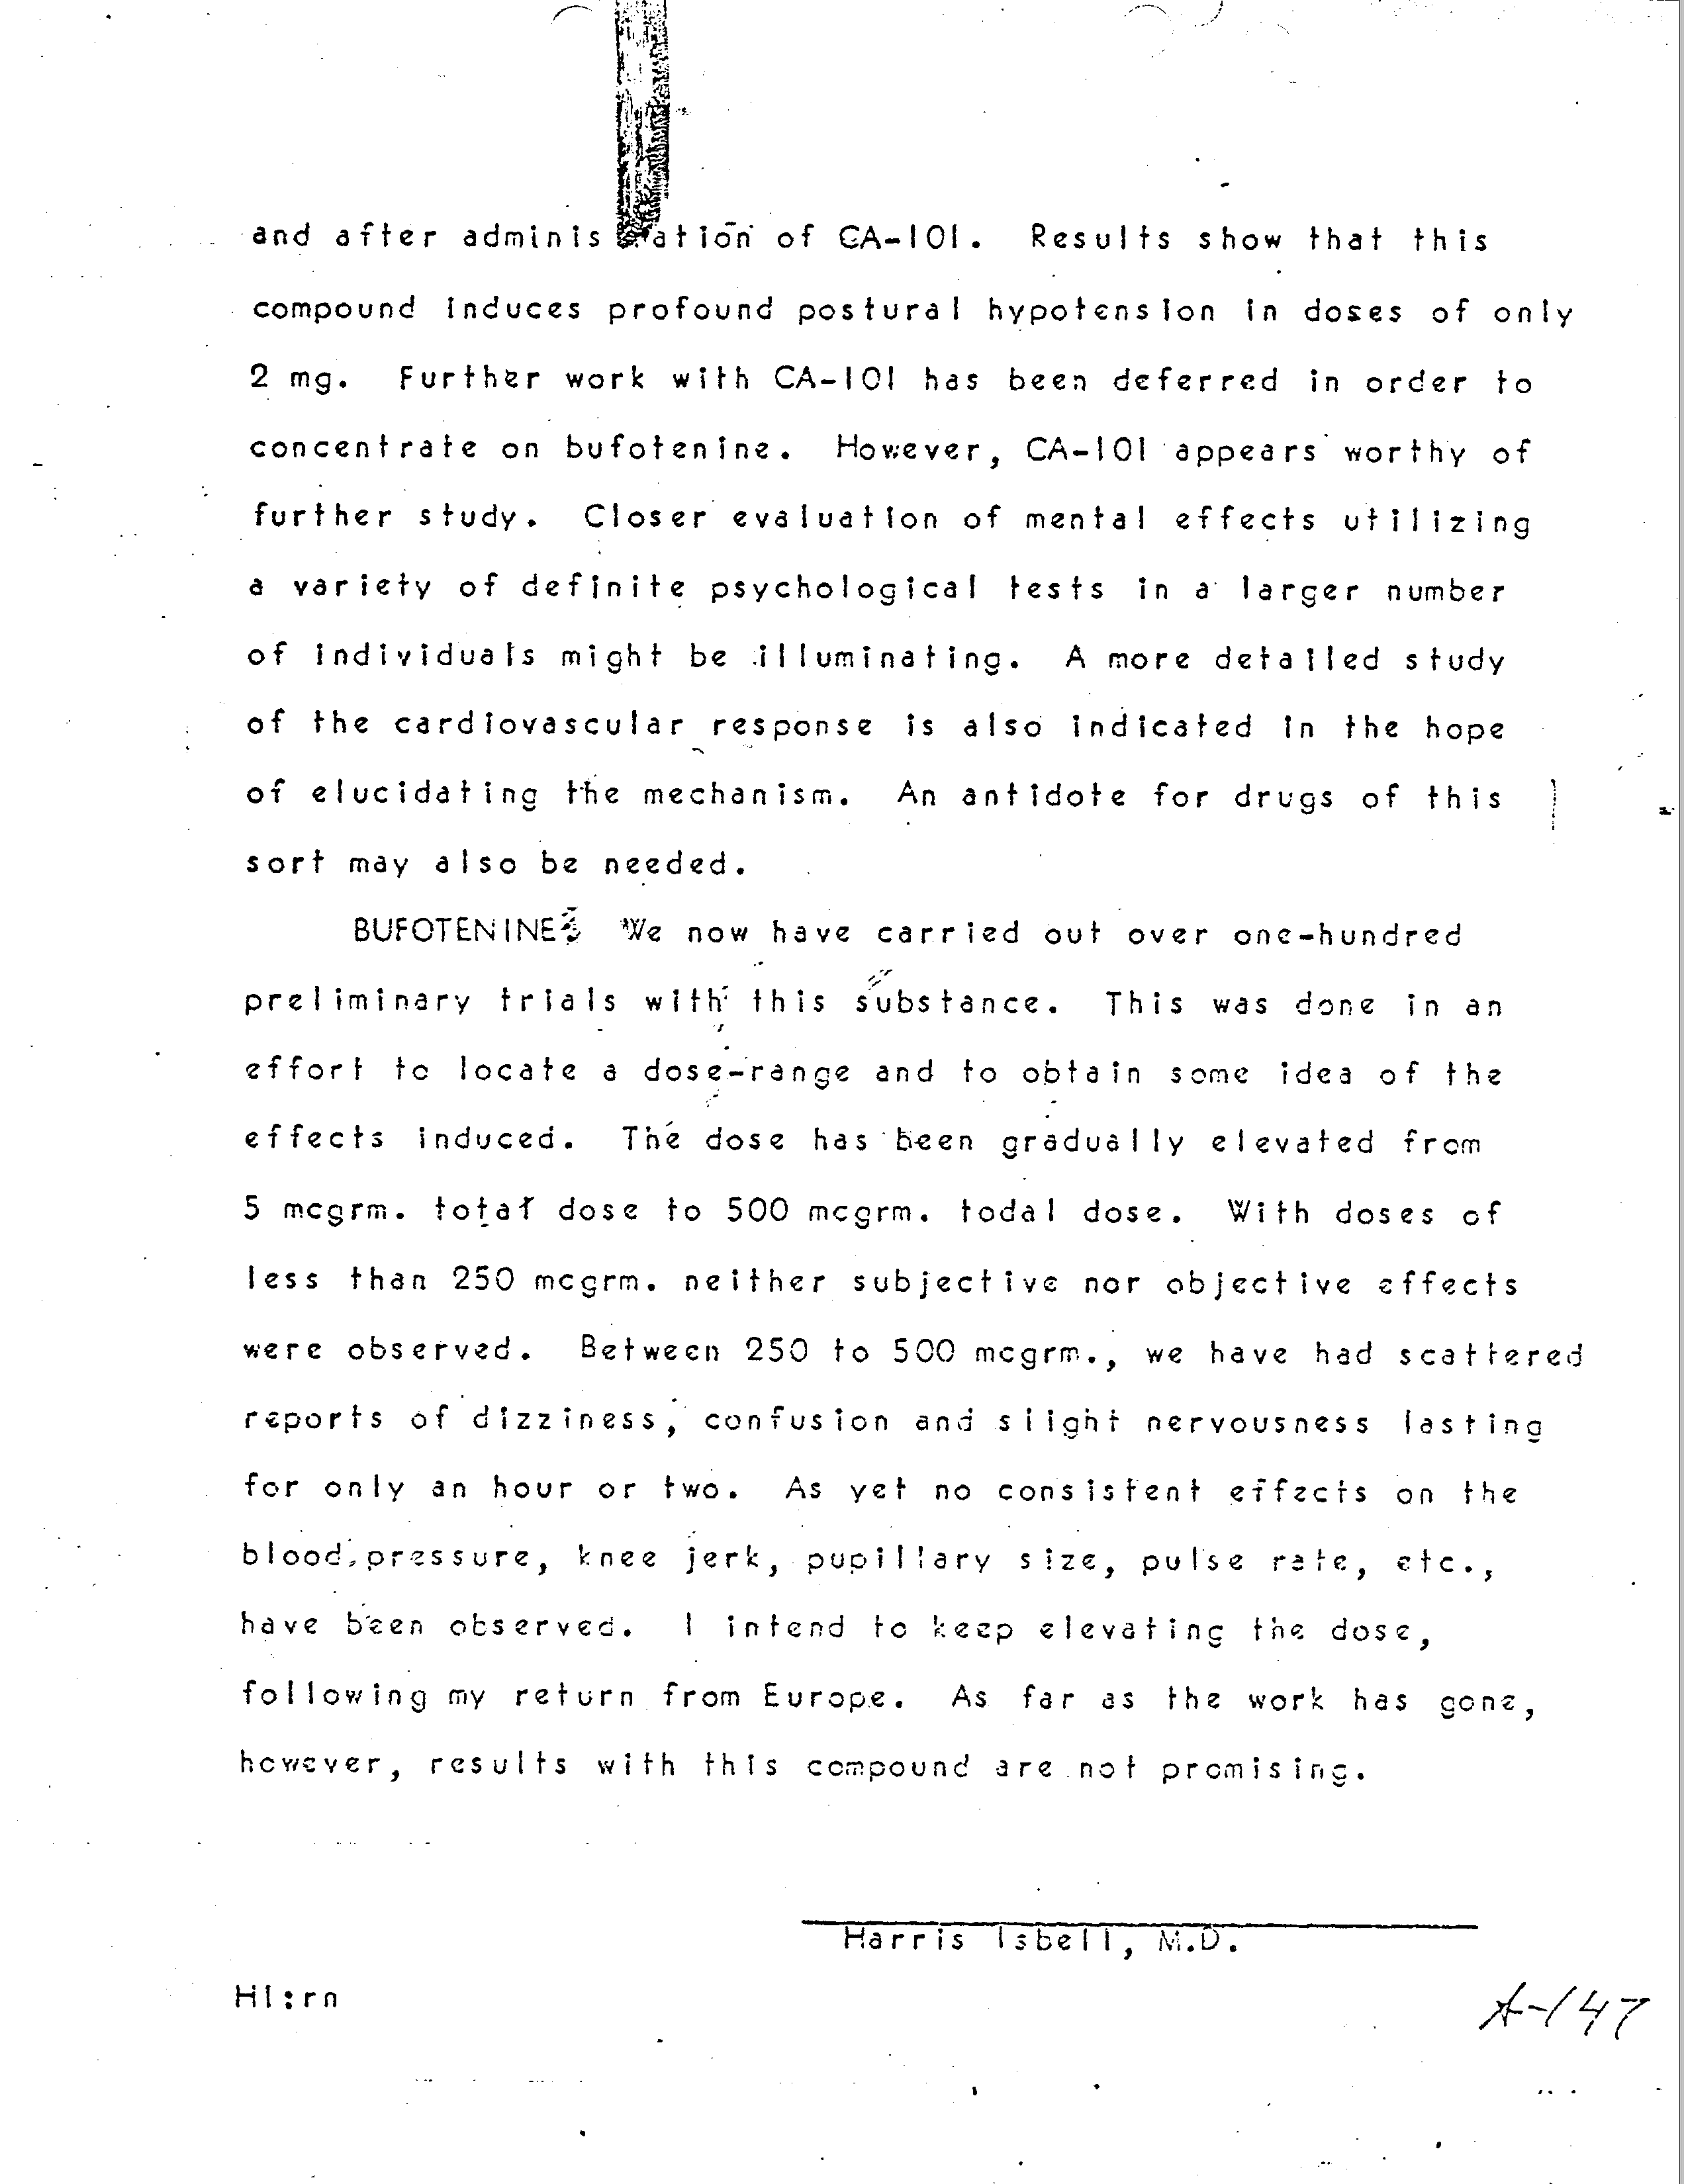 and after adminis ation of CA-101. Results show that this
compound induces profound postural hypotension in doses of only
2 mg. Further work with CA-101 has been deferred in order to
concentrate on bufotenine. However, CA-101 appears worthy of
further study. Closer evaluation of mental effects utilizing
a variety of definite psychological tests in a larger number
of individuals might be illuminating. A more detailed study
of the cardiovascular response is also indicated in the hope
of elucidating the mechanism. An antidote for drugs of this
sort may also be needed.
BUFOTENINE: We now have carried out over one-hundred
preliminary trials with this substance. This was done in an
effort to locate a dose-range and to obtain some idea of the
effects induced. The dose has been gradually elevated from
5 mcgrm. total dose to 500 mcgrm. todal dose. With doses of
less than 250 mcgrm. neither subjective nor objective effects
were observed. Between 250 to 500 mcgrm., we have had scattered
reports of dizziness, confusion and slight nervousness lasting
for only an hour or two. As yet no consistent effects on the
blood pressure, knee jerk, pupillary size, pulse rate, etc.,
have been observed. I intend to keep elevating the dose,
following my return from Europe. As far as the work has gone,
however, results with this compound are not promising.
Harris Isbell, M.D.
HI:rn
A-147